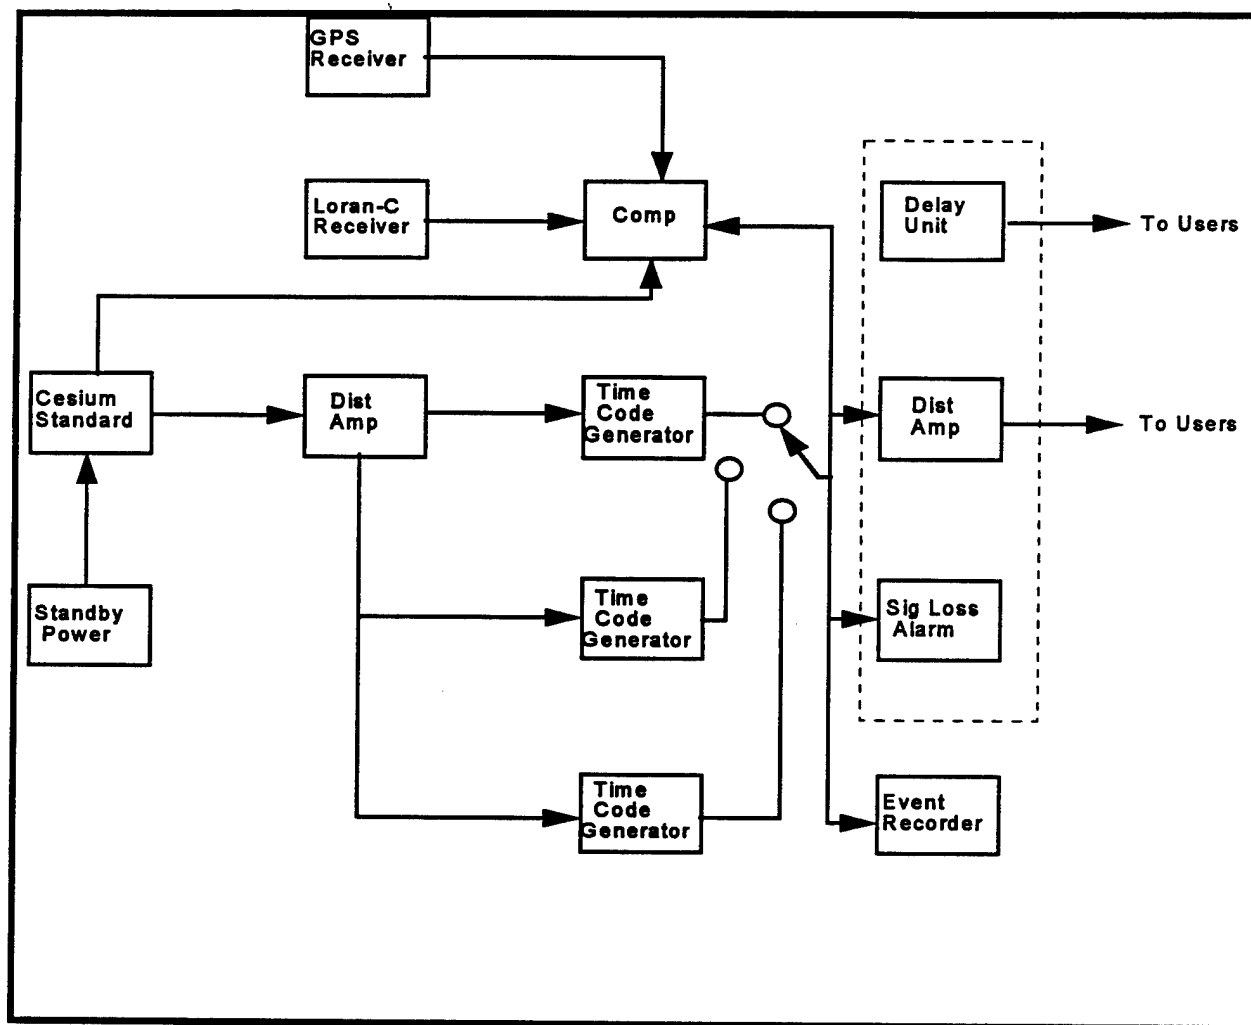 GPS
Receiver
Loran-C
Receiver
Comp
Delay
Unit
To Users
Cesium
Standard
Dist
Amp
Time
Code
Generator
Dist
Amp
To Users
Standby
Power
Time
Code
Generator
Sig Loss
Alarm
Time
Code
Generator
Event
Recorder